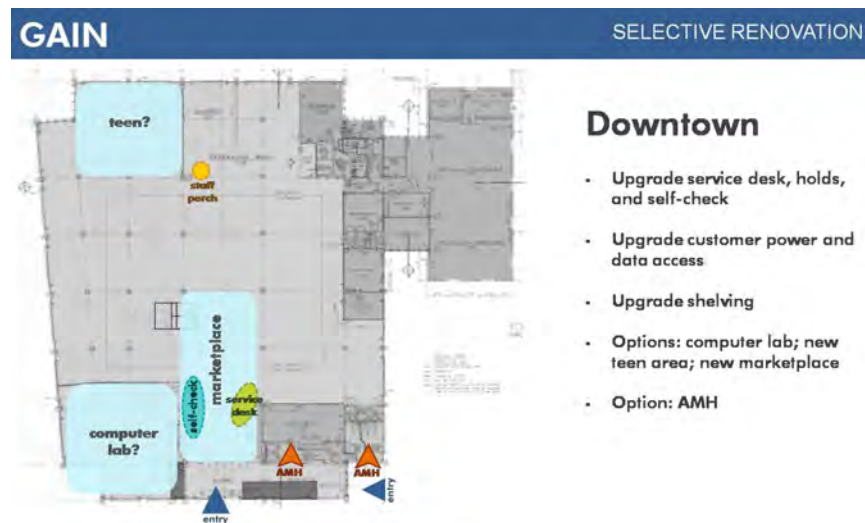 GAIN
SELECTIVE RENOVATION
teen?
staff
perch
marketplace
self-check
service
desk
computer
lab?
AMH
AMH
entry
entry
Downtown
• Upgrade service desk, holds,
and self-check
• Upgrade customer power and
data access
• Upgrade shelving
• Options: computer lab; new
teen area; new marketplace
• Option: AMH